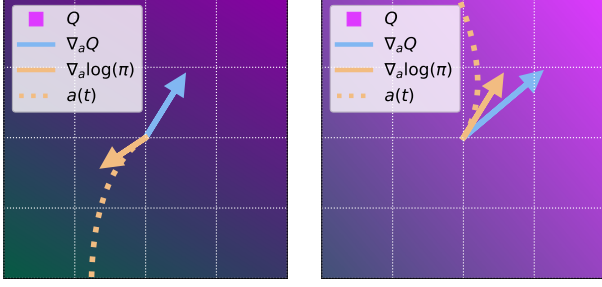 Q
∇ₐQ
∇ₐlog(π)
a(t)
Q
∇ₐQ
∇ₐlog(π)
a(t)